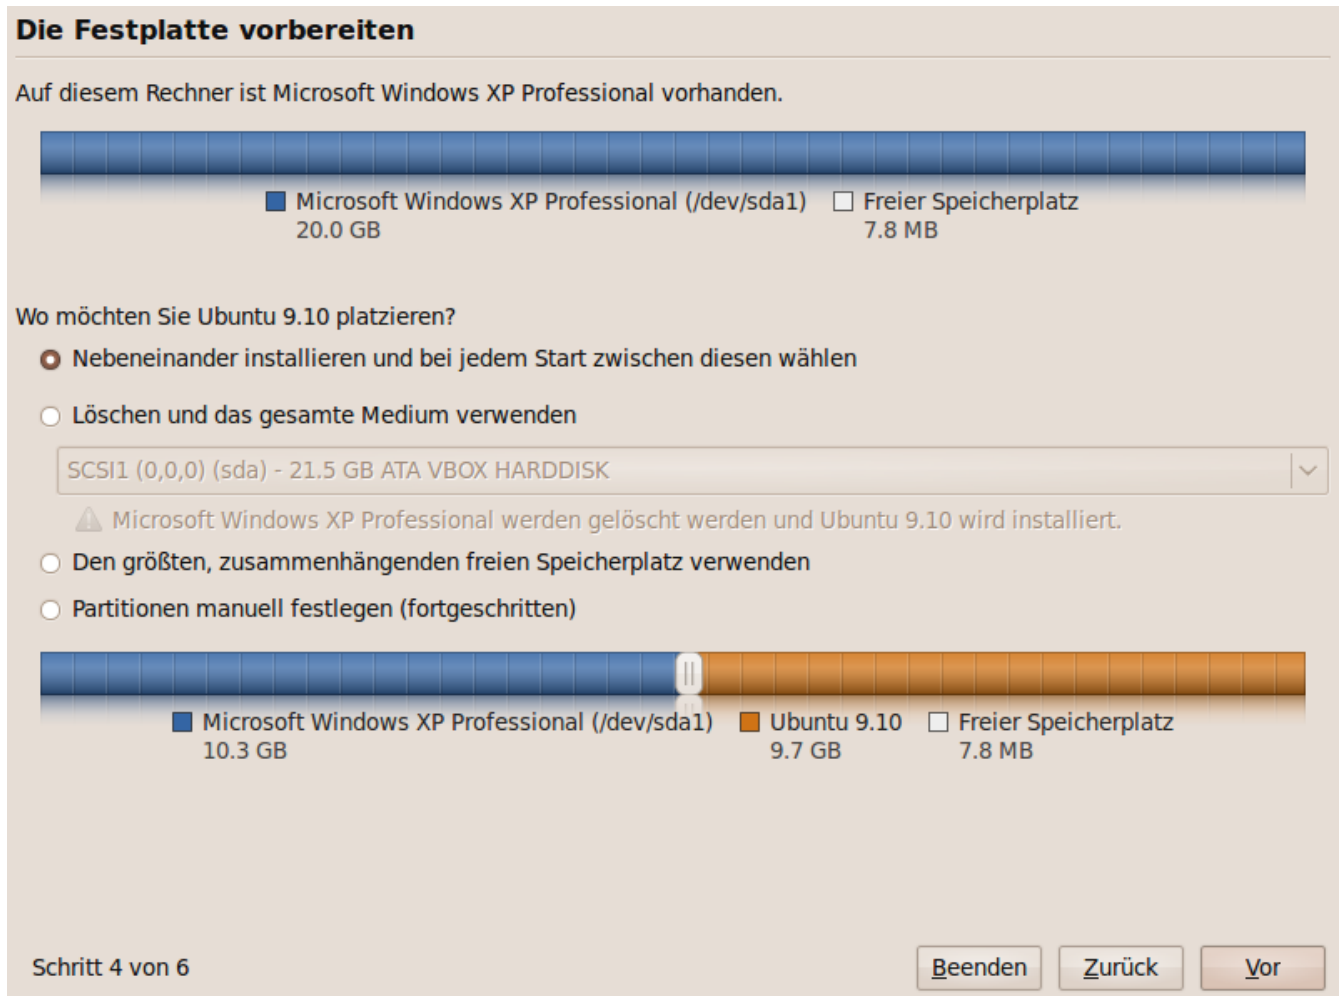 Die Festplatte vorbereiten
Auf diesem Rechner ist Microsoft Windows XP Professional vorhanden.
Microsoft Windows XP Professional (/dev/sda1) Freier Speicherplatz
20.0 GB 7.8 MB
Wo möchten Sie Ubuntu 9.10 platzieren?
Nebeneinander installieren und bei jedem Start zwischen diesen wählen
Löschen und das gesamte Medium verwenden
SCSI1 (0,0,0) (sda) - 21.5 GB ATA VBOX HARDDISK
Microsoft Windows XP Professional werden gelöscht werden und Ubuntu 9.10 wird installiert.
Den größten, zusammenhängenden freien Speicherplatz verwenden
Partitionen manuell festlegen (fortgeschritten)
Microsoft Windows XP Professional (/dev/sda1) Ubuntu 9.10 Freier Speicherplatz
10.3 GB 9.7 GB 7.8 MB
Schritt 4 von 6 Beenden Zurück Vor